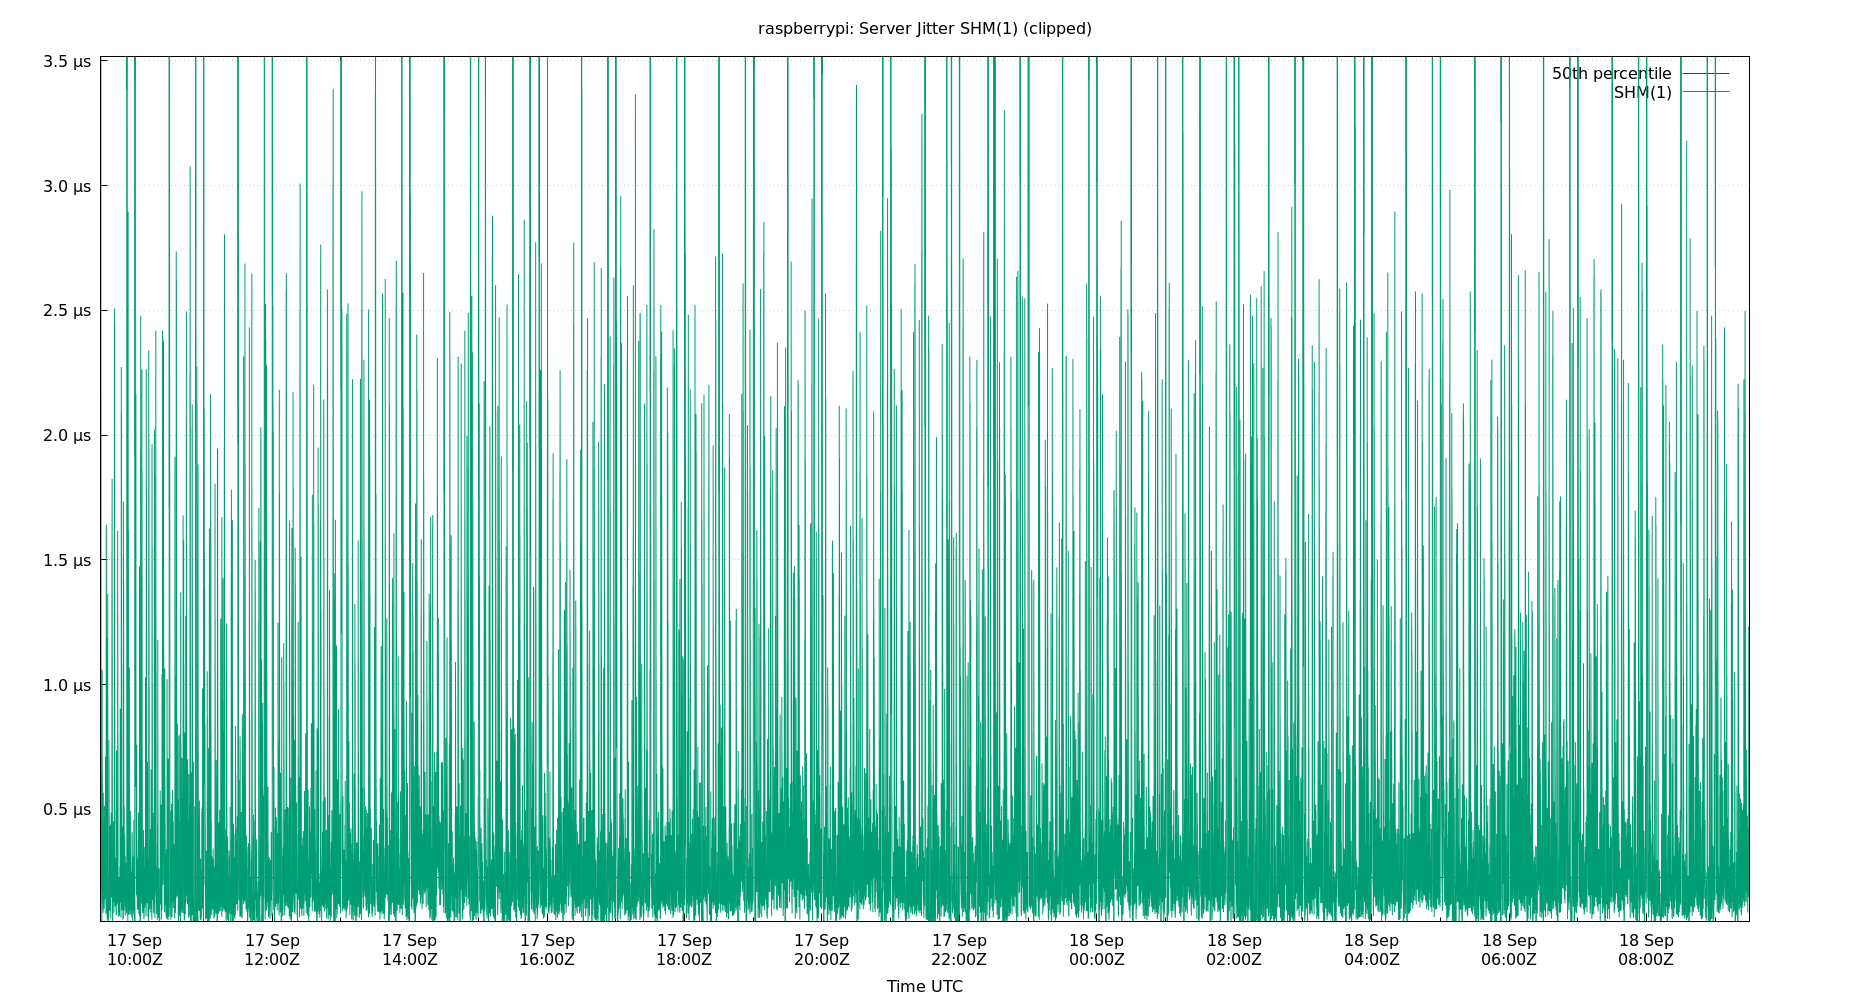 raspberrypi: Server Jitter SHM(1) (clipped)
3.5 µs
50th percentile
SHM(1)
3.0 µs
2.5 µs
2.0 µs
1.5 µs
1.0 µs
0.5 µs
17 Sep 17 Sep 17 Sep 17 Sep 17 Sep 17 Sep 17 Sep 18 Sep 18 Sep 18 Sep 18 Sep 18 Sep
10:00Z 12:00Z 14:00Z 16:00Z 18:00Z 20:00Z 22:00Z 00:00Z 02:00Z 04:00Z 06:00Z 08:00Z
Time UTC